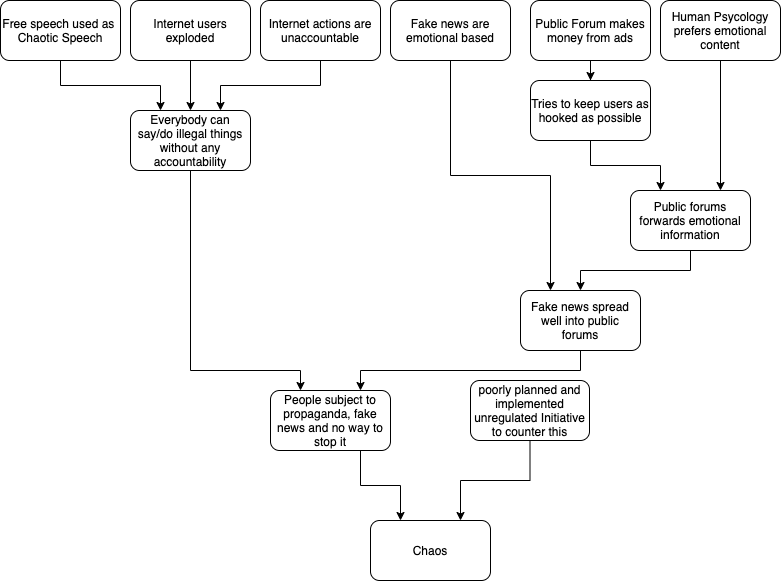 Free speech used as
Chaotic Speech
Internet users
exploded
Internet actions are
unaccountable
Fake news are
emotional based
Public Forum makes
money from ads
Human Psycology
prefers emotional
content
Tries to keep users as
hooked as possible
Everybody can
say/do illegal things
without any
accountability
Public forums
forwards emotional
information
Fake news spread
well into public
forums
People subject to
propaganda, fake
news and no way to
stop it
poorly planned and
implemented
unregulated Initiative
to counter this
Chaos